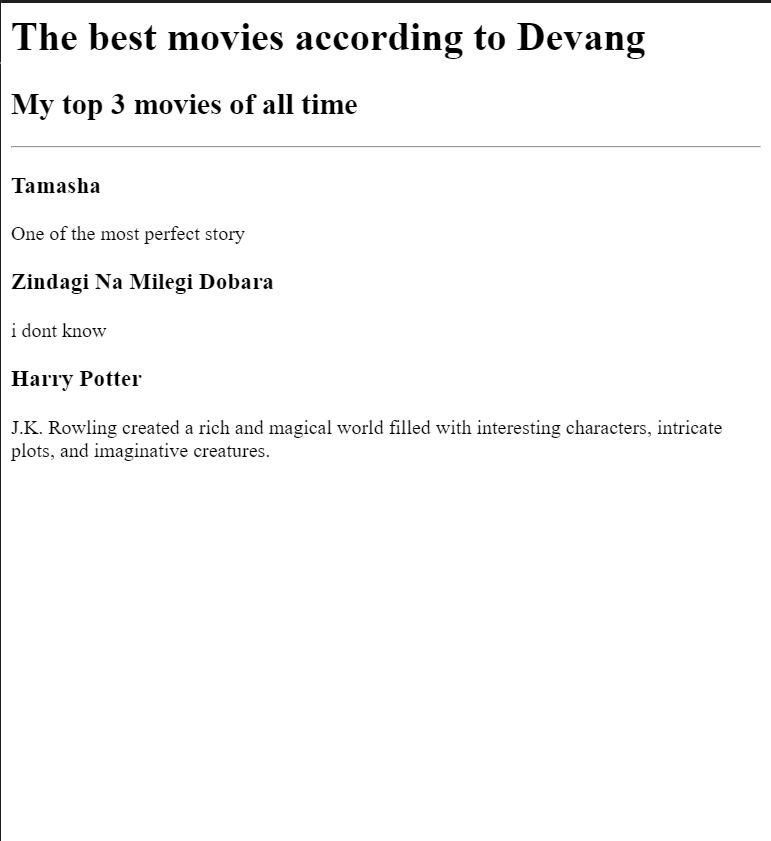 The best movies according to Devang
My top 3 movies of all time
Tamasha
One of the most perfect story
Zindagi Na Milegi Dobara
i dont know
Harry Potter
J.K. Rowling created a rich and magical world filled with interesting characters, intricate
plots, and imaginative creatures.